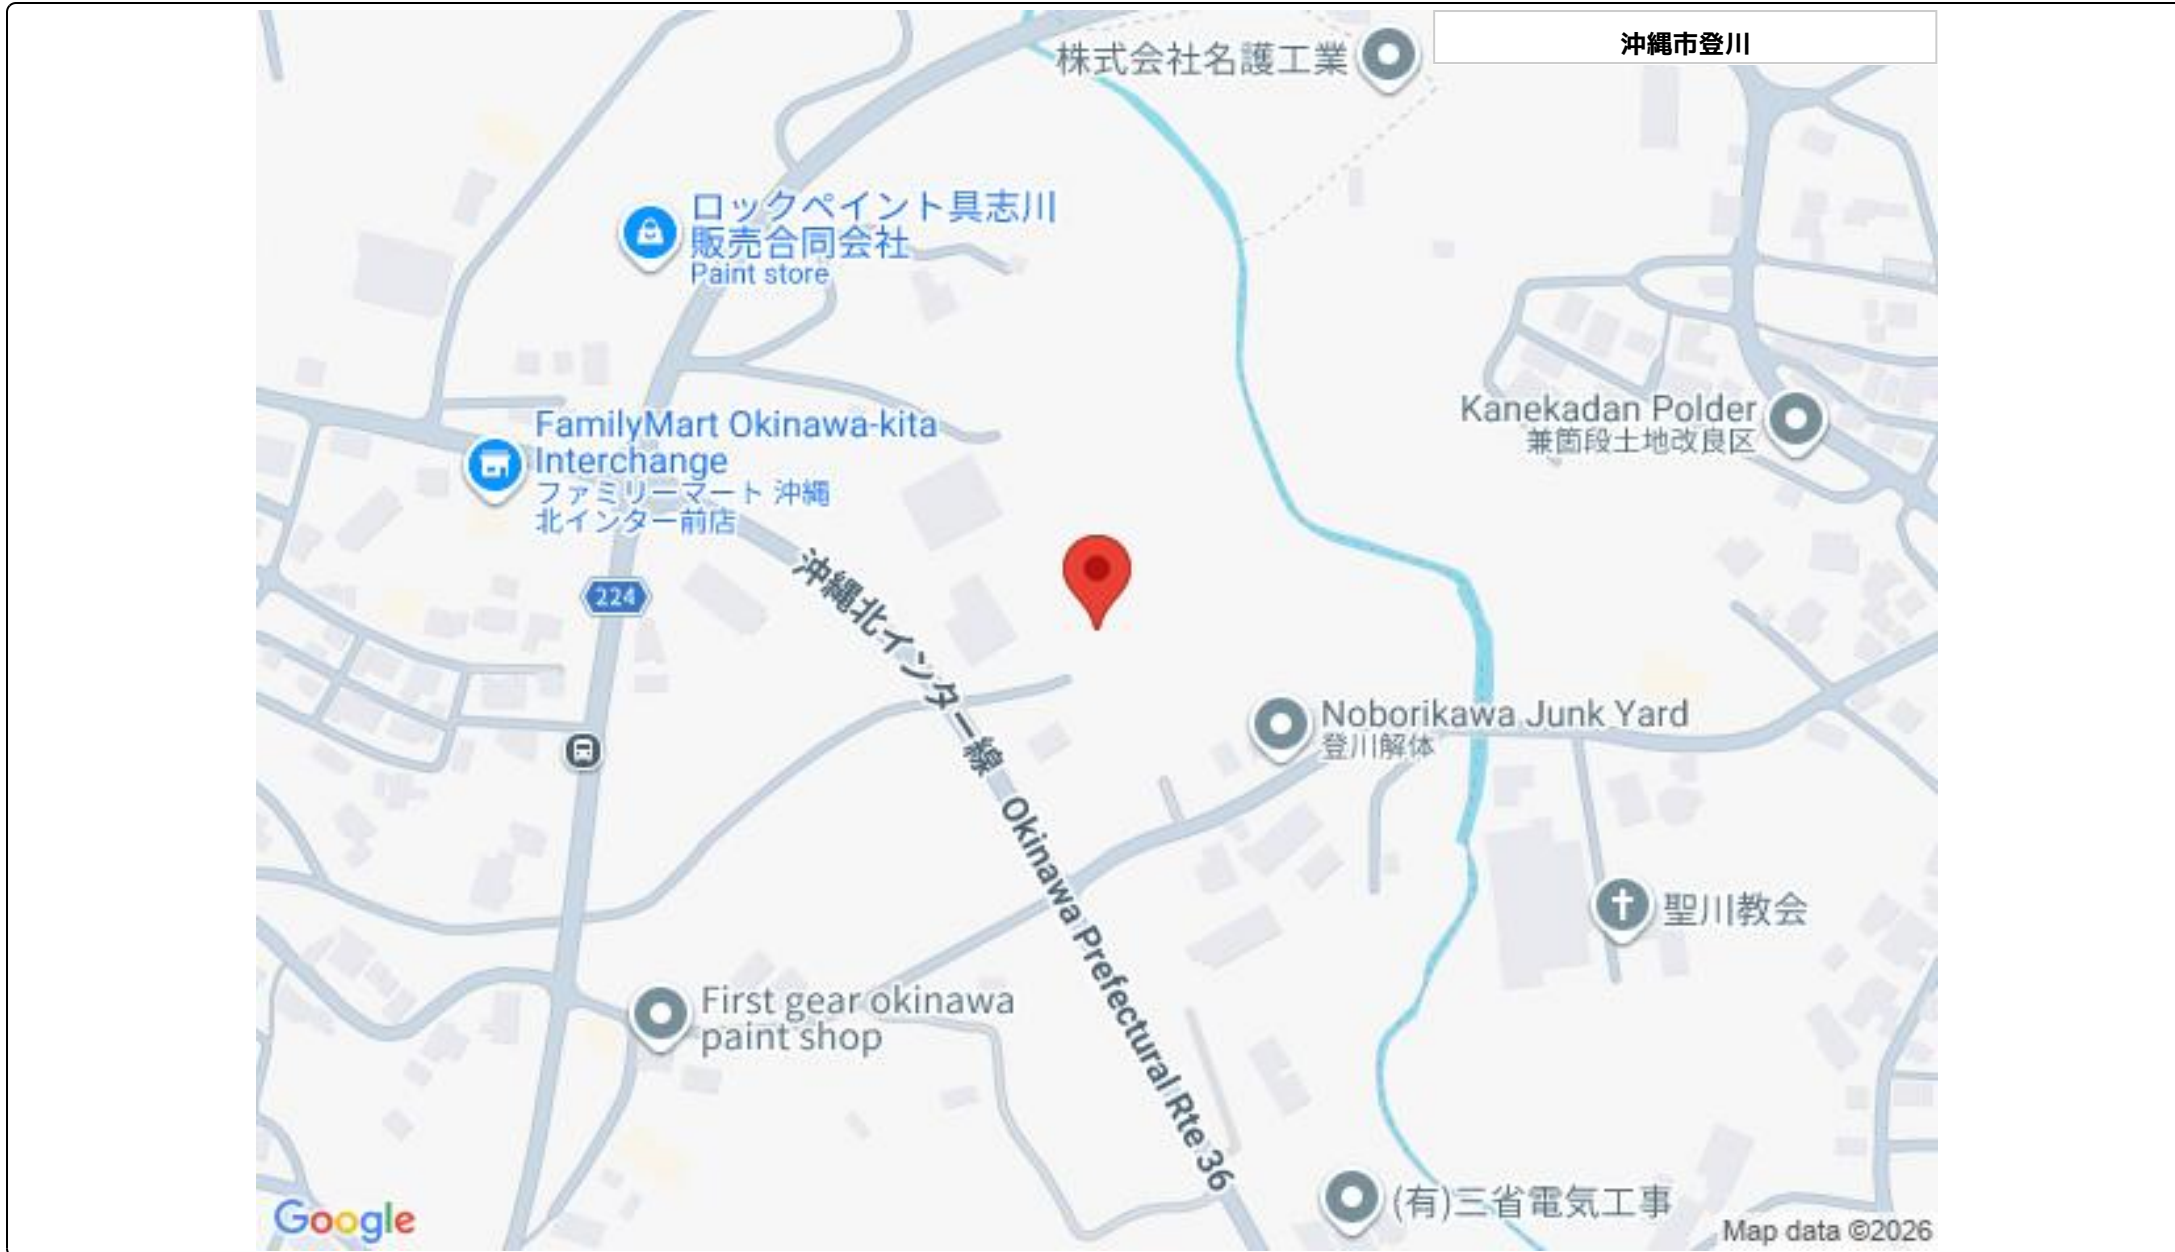 株式会社名護工業
沖縄市登川
ロックペイント具志川
販売合同会社
Paint store
FamilyMart Okinawa-kita
Interchange
ファミリーマート 沖縄
北インター前店
Kanekadan Polder
兼箇段土地改良区
224
沖縄北インター線
Okinawa Prefectural Rte 36
Noborikawa Junk Yard
登川解体
聖川教会
First gear okinawa
paint shop
(有)三省電気工事
Google
Map data ©2026